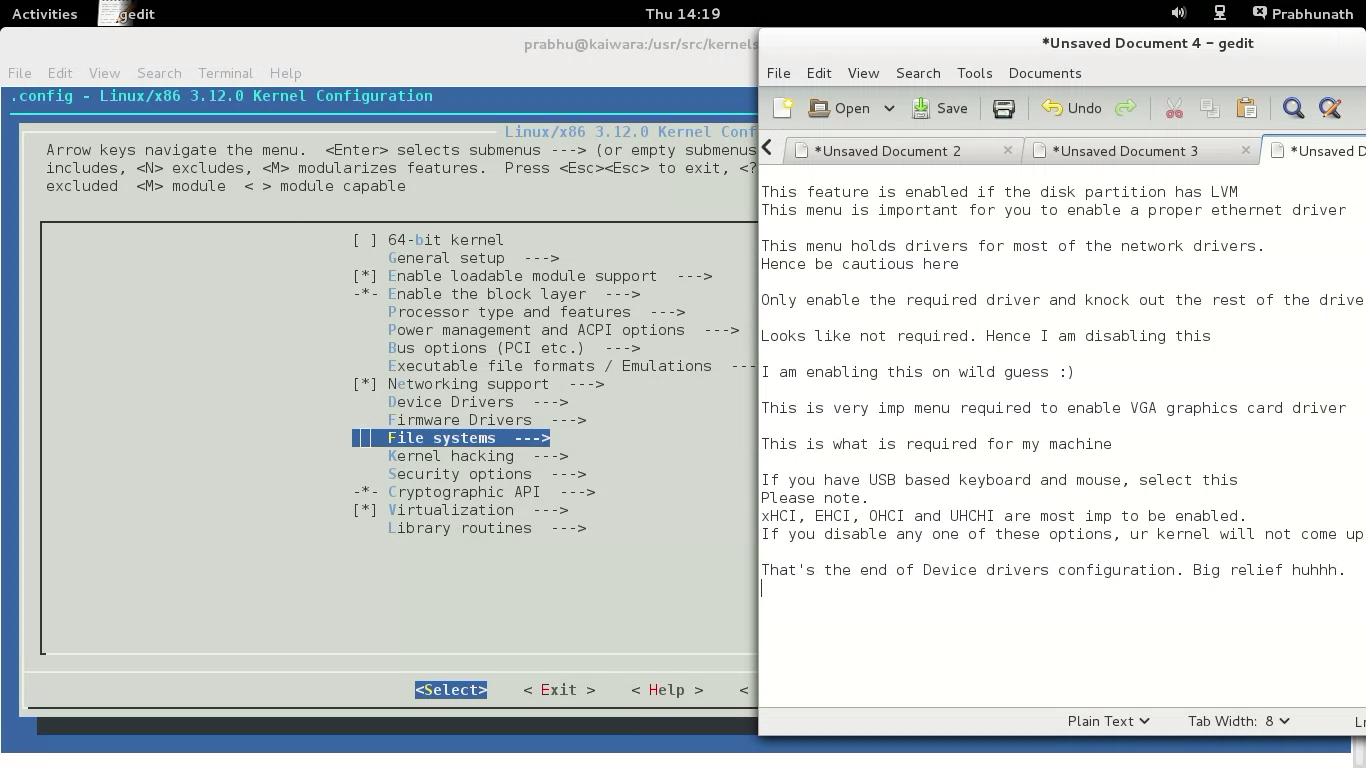 Activities gedit Thu 14:19 Prabhunath
prabhu@kaiwara:/usr/src/kernels
File Edit View Search Terminal Help
.config - Linux/x86 3.12.0 Kernel Configuration
Linux/x86 3.12.0 Kernel Conf
Arrow keys navigate the menu. <Enter> selects submenus ---> (or empty submenus
includes, <N> excludes, <M> modularizes features. Press <Esc><Esc> to exit, <?
excluded <M> module < > module capable
[ ] 64-bit kernel
General setup --->
[*] Enable loadable module support --->
-*- Enable the block layer --->
Processor type and features --->
Power management and ACPI options --->
Bus options (PCI etc.) --->
Executable file formats / Emulations ---
[*] Networking support --->
Device Drivers --->
Firmware Drivers --->
File systems --->
Kernel hacking --->
Security options --->
-*- Cryptographic API --->
[*] Virtualization --->
Library routines --->
<Select> < Exit > < Help > <
*Unsaved Document 4 - gedit
File Edit View Search Tools Documents
Open Save Undo
*Unsaved Document 2 *Unsaved Document 3 *Unsaved D
This feature is enabled if the disk partition has LVM
This menu is important for you to enable a proper ethernet driver
This menu holds drivers for most of the network drivers.
Hence be cautious here
Only enable the required driver and knock out the rest of the drive
Looks like not required. Hence I am disabling this
I am enabling this on wild guess :)
This is very imp menu required to enable VGA graphics card driver
This is what is required for my machine
If you have USB based keyboard and mouse, select this
Please note.
xHCI, EHCI, OHCI and UHCHI are most imp to be enabled.
If you disable any one of these options, ur kernel will not come up
That's the end of Device drivers configuration. Big relief huhhh.
Plain Text Tab Width: 8 Ln